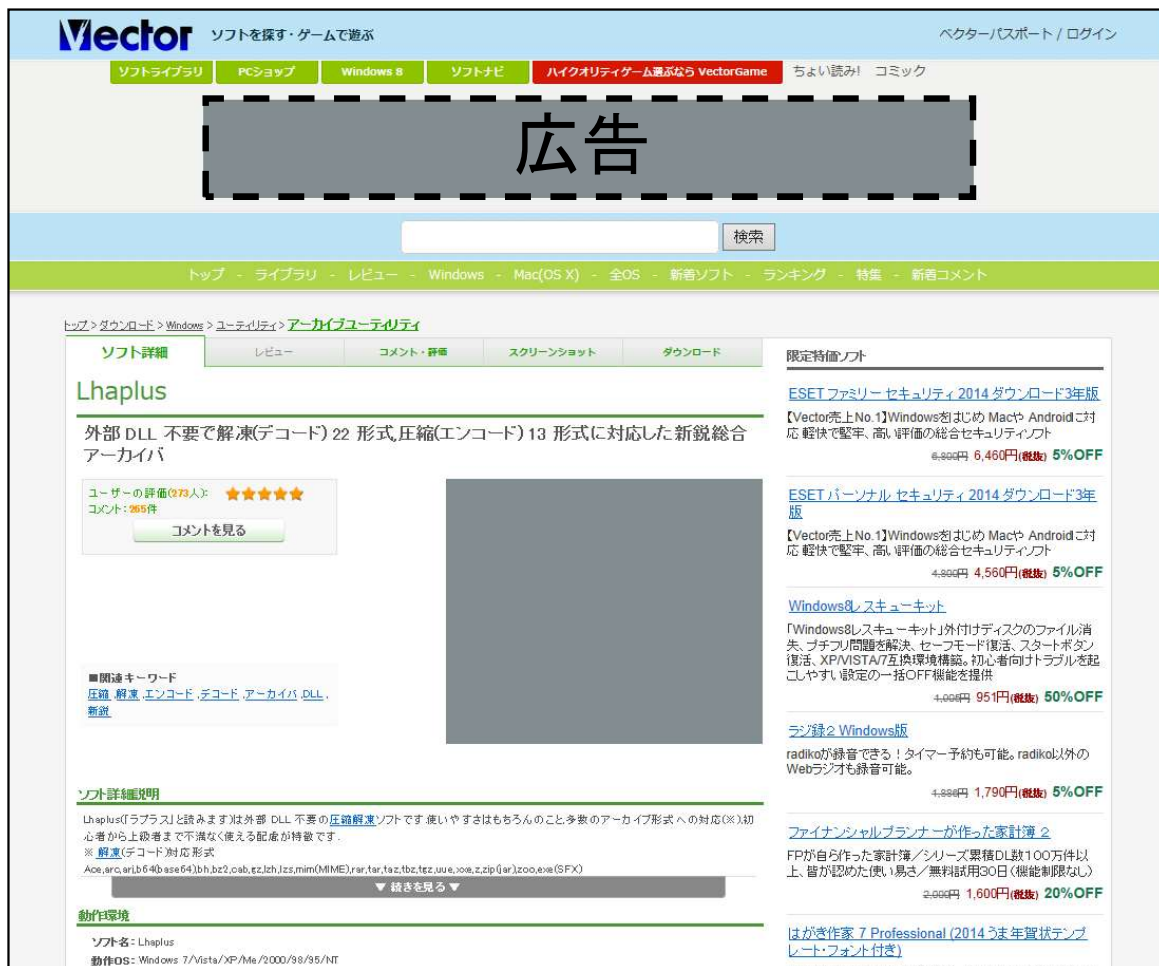 Vector ソフトを探す・ゲームで遊ぶ ベクターパスポート / ログイン
ソフトライブラリ PCショップ Windows 8 ソフトナビ ハイクオリティゲーム選ぶなら VectorGame ちょい読み! コミック
広告
検索
トップ - ライブラリ - レビュー - Windows - Mac(OS X) - 全OS - 新着ソフト - ランキング - 特集 - 新着コメント
トップ > ダウンロード > Windows > ユーティリティ > アーカイブユーティリティ
ソフト詳細 レビュー コメント・評価 スクリーンショット ダウンロード
Lhaplus
外部 DLL 不要で解凍(デコード) 22 形式,圧縮(エンコード) 13 形式に対応した新鋭総合
アーカイバ
ユーザーの評価(273人):
コメント:265件
コメントを見る
■関連キーワード
圧縮 ,解凍 ,エンコード ,デコード ,アーカイバ ,DLL ,
新鋭
ソフト詳細説明
Lhaplus(「ラプラス」と読みます)は外部 DLL 不要の圧縮解凍ソフトです.使いやすさはもちろんのこと,多数のアーカイブ形式への対応(※),初
心者から上級者まで不満なく使える配慮が特徴です.
※ 解凍(デコード)対応形式
Ace,arc,arj,b64(base64),bh,bz2,cab,gz,lzh,lzs,mim(MIME),rar,tar,taz,tbz,tgz,uue,xxe,z,zip(jar),zoo,exe(SFX)
▼ 続きを見る ▼
動作環境
ソフト名:Lhaplus
動作OS:Windows 7/Vista/XP/Me/2000/98/95/NT
限定特価ソフト
ESET ファミリー セキュリティ 2014 ダウンロード3年版
【Vector売上No.1】Windowsをはじめ Macや Androidに対
応 軽快で堅牢、高い評価の総合セキュリティソフト
6,800円 6,460円(税抜) 5%OFF
ESET パーソナル セキュリティ 2014 ダウンロード3年
版
【Vector売上No.1】Windowsをはじめ Macや Androidに対
応 軽快で堅牢、高い評価の総合セキュリティソフト
4,800円 4,560円(税抜) 5%OFF
Windows8レスキューキット
「Windows8レスキューキット」外付けディスクのファイル消
失、プチフリ問題を解決、セーフモード復活、スタートボタン
復活、XP/VISTA/7互換環境構築。初心者向けトラブルを起
こしやすい設定の一括OFF機能を提供
951円(税抜) 50%OFF
ラジ録2 Windows版
radikoが録音できる!タイマー予約も可能。radiko以外の
Webラジオも録音可能。
1,790円(税抜) 5%OFF
ファイナンシャルプランナーが作った家計簿 2
FPが自ら作った家計簿/シリーズ累積DL数100万件以
上、皆が認めた使い易さ/無料試用30日(機能制限なし)
2,000円 1,600円(税抜) 20%OFF
はがき作家 7 Professional (2014うま年賀状テンプ
レート・フォント付き)